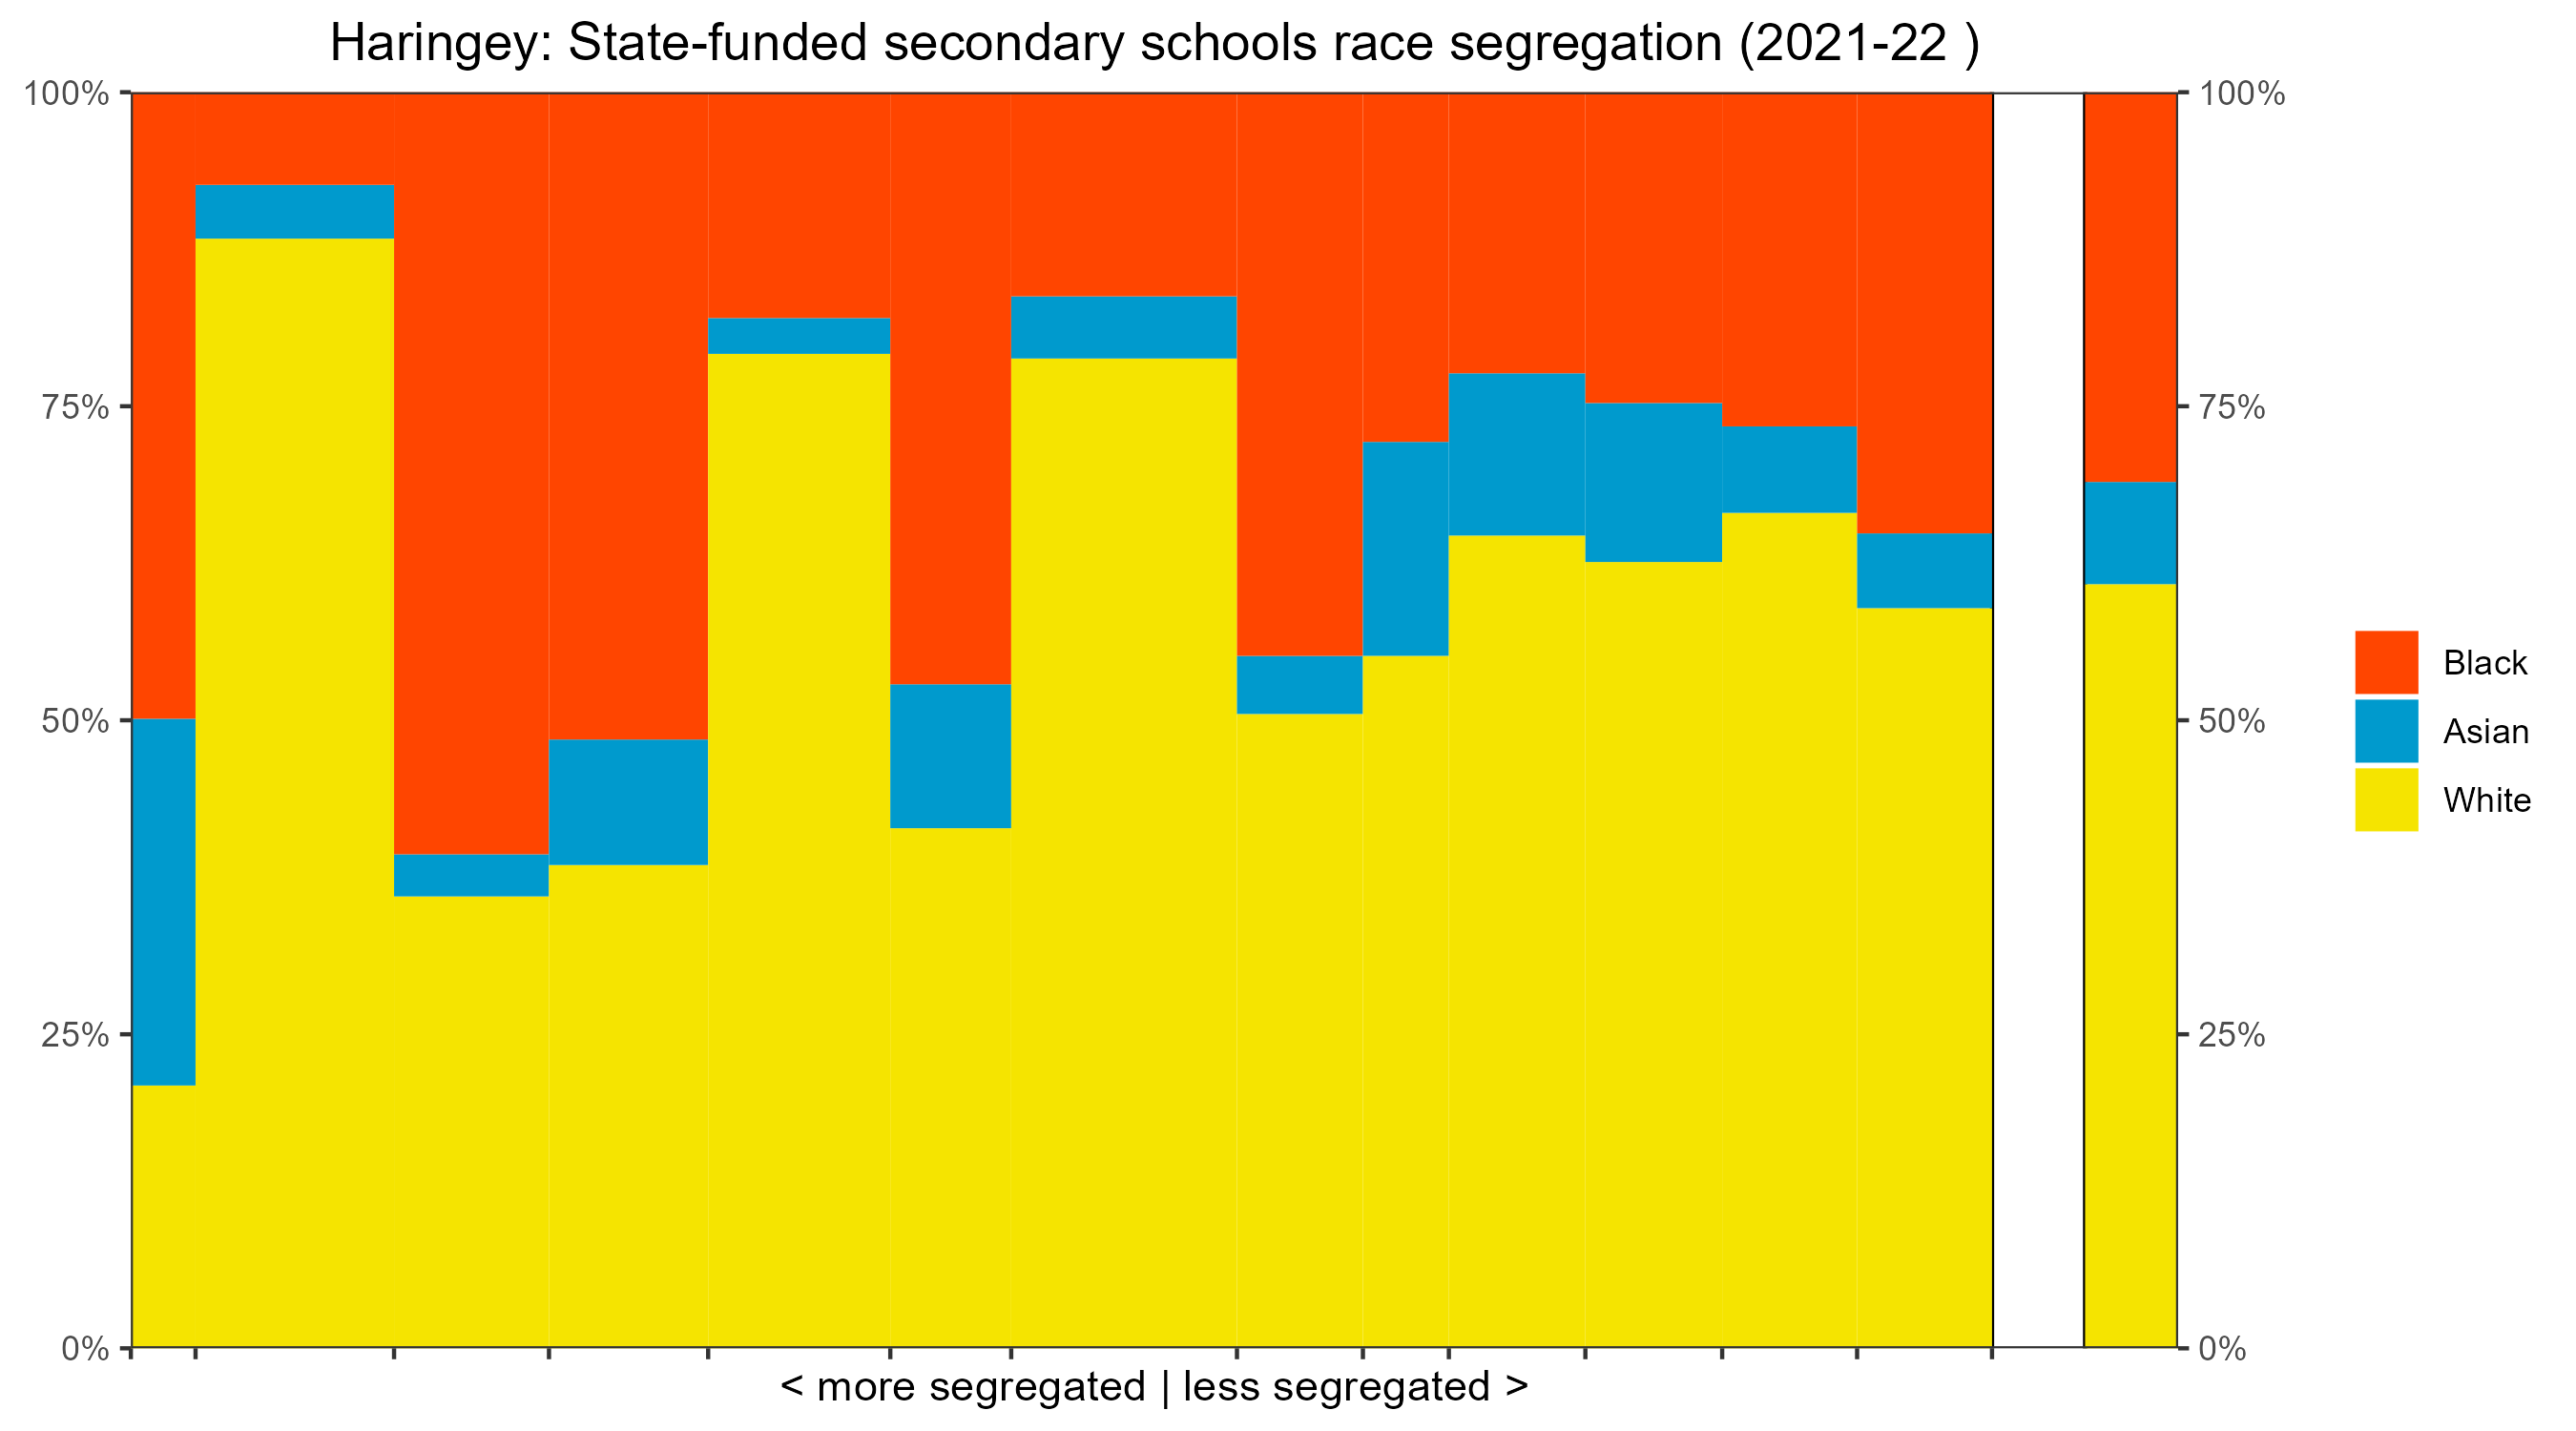 Haringey: State-funded secondary schools race segregation (2021-22 )
100%
75%
50%
25%
0%
100%
75%
50%
25%
0%
Black
Asian
White
< more segregated | less segregated >